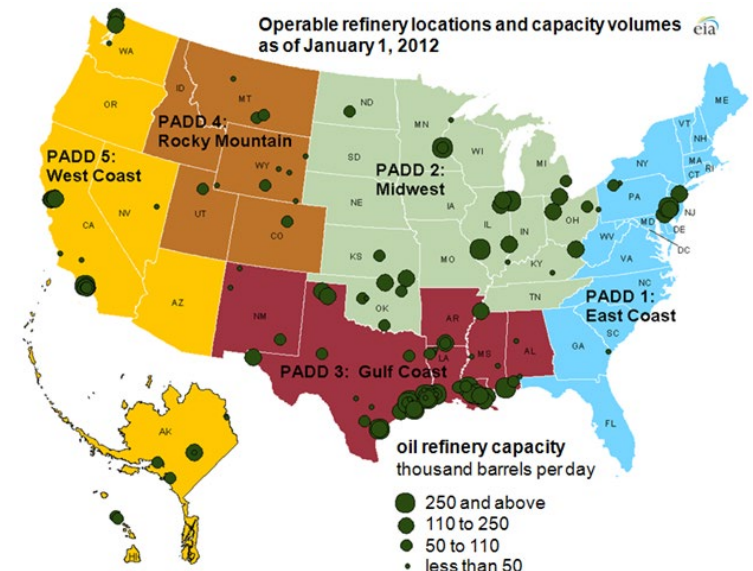 Operable refinery locations and capacity volumes
as of January 1, 2012
eia
WA
OR
ID
MT
PADD 4:
Rocky Mountain
WY
ND
SD
NE
MN
WI
MI
PADD 2:
Midwest
IA
IL
IN
OH
ME
VT
NH
NY
MA
RI
CT
PA
NJ
MD
DE
DC
PADD 5:
West Coast
CA
NV
UT
CO
KS
MO
KY
WV
VA
AZ
NM
OK
AR
TN
NC
PADD 1:
East Coast
SC
MS
AL
GA
LA
PADD 3: Gulf Coast
FL
AK
HI
oil refinery capacity
thousand barrels per day
250 and above
110 to 250
50 to 110
less than 50